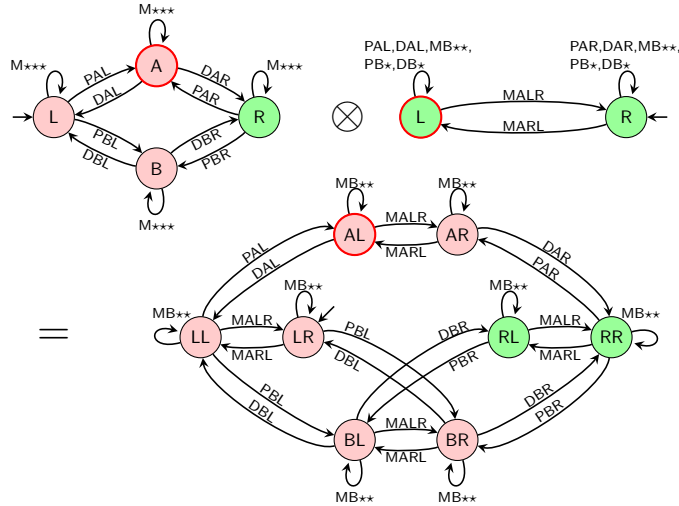 M⋆⋆⋆
A
M⋆⋆⋆
PAL
DAL
DAR
PAR
M⋆⋆⋆
L
R
PBL
DBL
DBR
PBR
B
M⋆⋆⋆
⊗
PAL,DAL,MB⋆⋆,
PB⋆,DB⋆
PAR,DAR,MB⋆⋆,
PB⋆,DB⋆
L
MALR
MARL
R
=
MB⋆⋆
MB⋆⋆
AL
MALR
MARL
AR
PAL
DAL
DAR
PAR
MB⋆⋆
MB⋆⋆
MB⋆⋆
MB⋆⋆
LL
MALR
MARL
LR
PBL
DBL
DBR
PBR
RL
MALR
MARL
RR
PBL
DBL
DBR
PBR
BL
MALR
MARL
BR
MB⋆⋆
MB⋆⋆